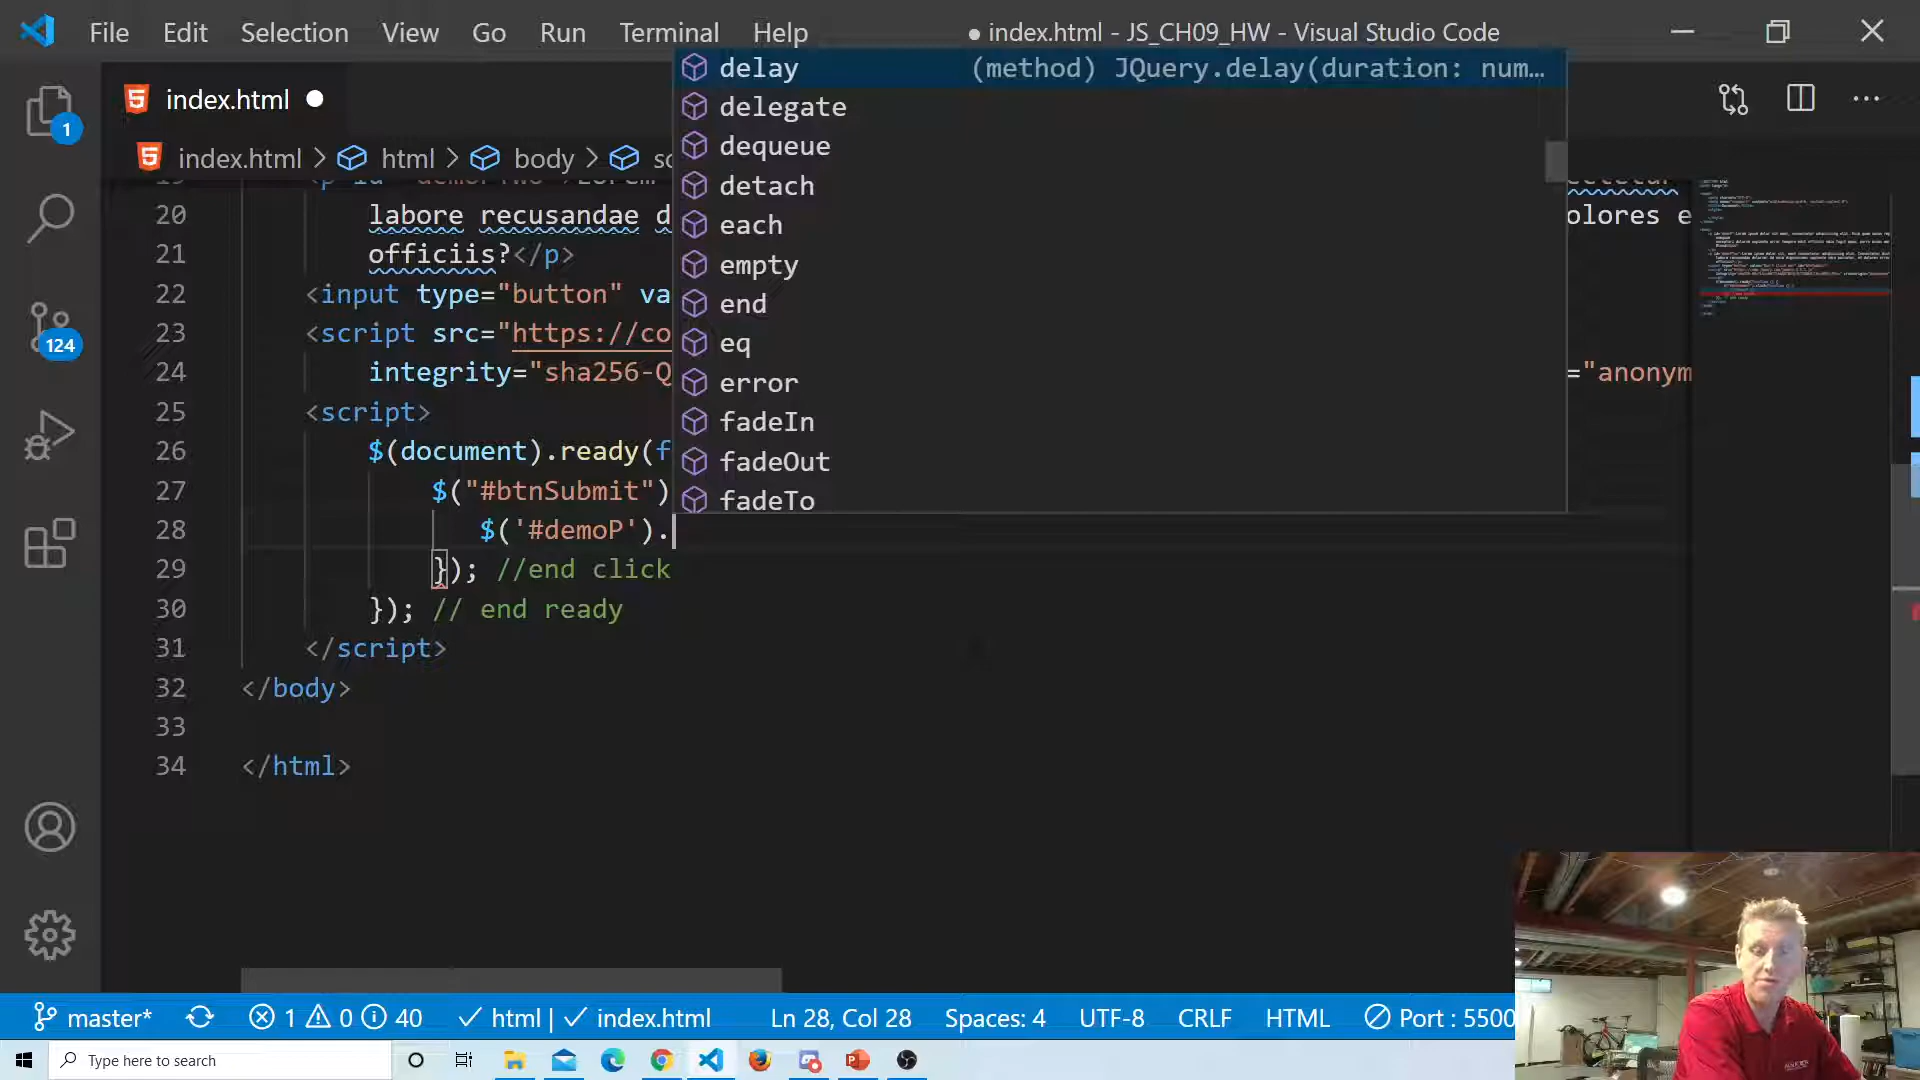 File Edit Selection View Go Run Terminal Help ● index.html - JS_CH09_HW - Visual Studio Code
index.html ●
index.html > html > body >
delay (method) JQuery.delay(duration: num…
delegate
dequeue
detach
each
empty
end
eq
error
fadeIn
fadeOut
fadeTo
20 labore recusandae d olores e
21 officiis?</p>
22 <input type="button" va
23 <script src="https://co
24 integrity="sha256-Q ="anonym
25 <script>
26 $(document).ready(f
27 $("#btnSubmit")
28 $('#demoP').
29 }); //end click
30 }); // end ready
31 </script>
32 </body>
33
34 </html>
1
124
master* 1 0 40 html | index.html Ln 28, Col 28 Spaces: 4 UTF-8 CRLF HTML Port : 5500
Type here to search